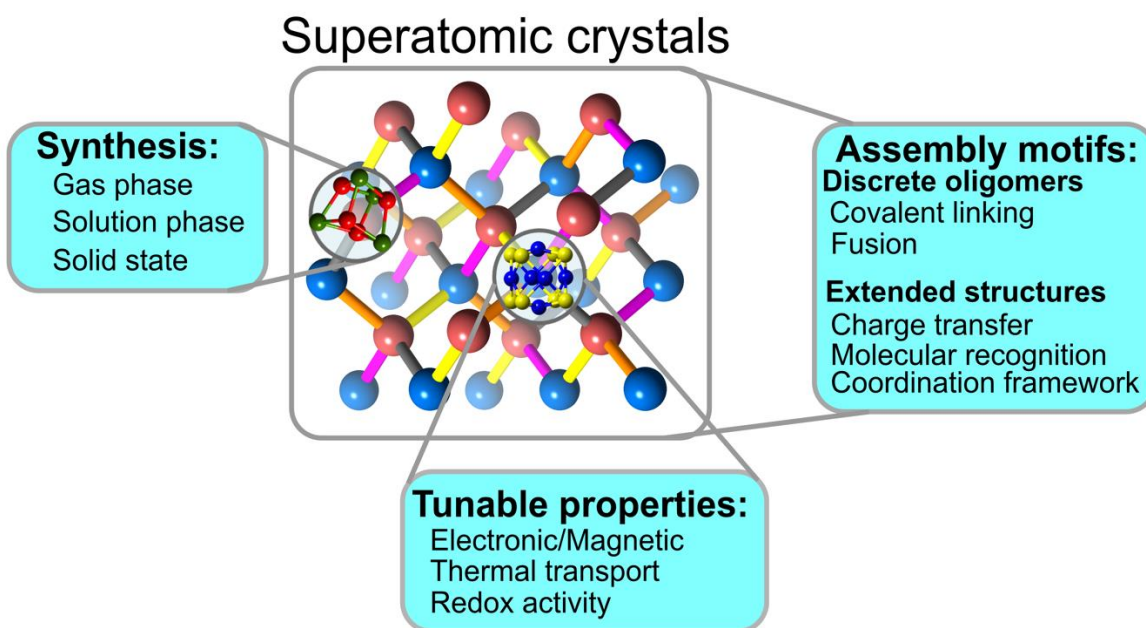 Superatomic crystals
Synthesis:
Gas phase
Solution phase
Solid state
Assembly motifs:
Discrete oligomers
Covalent linking
Fusion
Extended structures
Charge transfer
Molecular recognition
Coordination framework
Tunable properties:
Electronic/Magnetic
Thermal transport
Redox activity